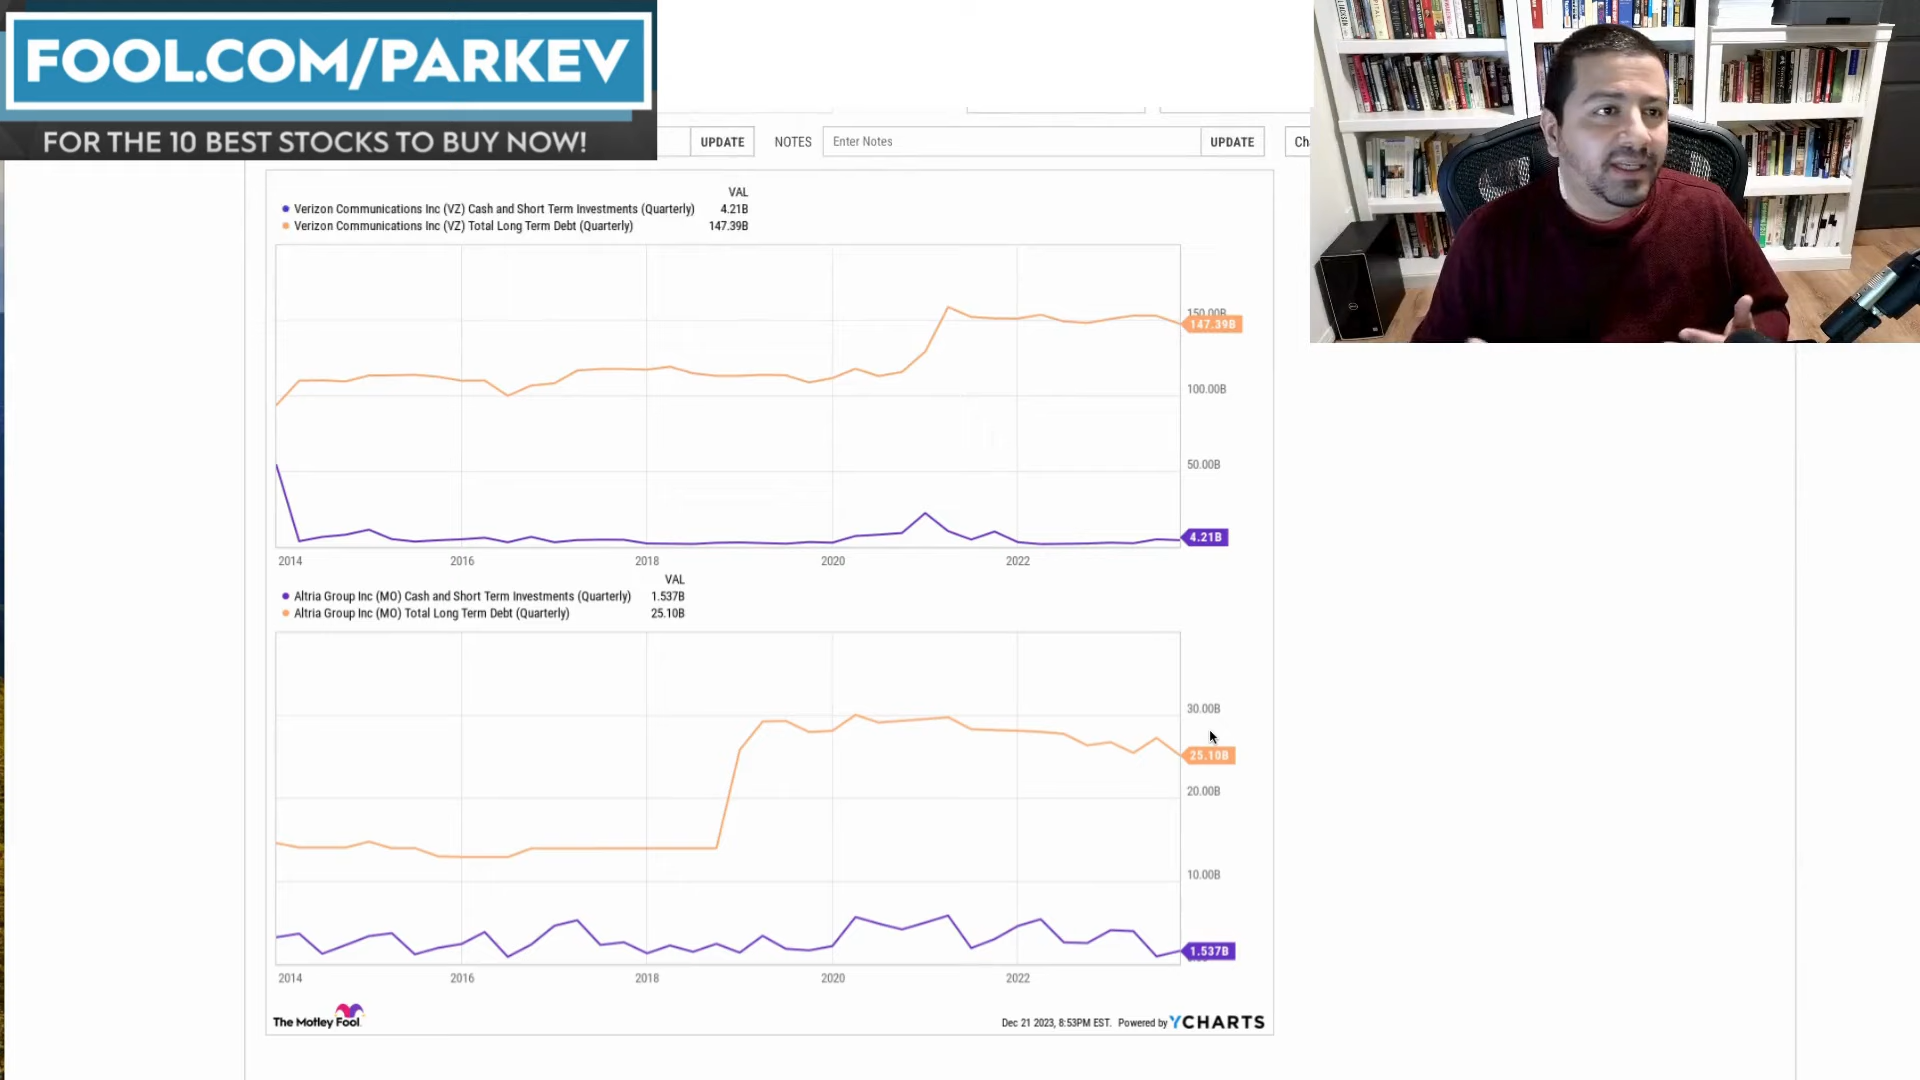 FOOL.COM/PARKEV
FOR THE 10 BEST STOCKS TO BUY NOW!
UPDATE NOTES Enter Notes UPDATE
VAL
Verizon Communications Inc (VZ) Cash and Short Term Investments (Quarterly) 4.21B
Verizon Communications Inc (VZ) Total Long Term Debt (Quarterly) 147.39B
150.00B
147.39B
100.00B
50.00B
4.21B
2014 2016 2018 2020 2022
VAL
Altria Group Inc (MO) Cash and Short Term Investments (Quarterly) 1.537B
Altria Group Inc (MO) Total Long Term Debt (Quarterly) 25.10B
30.00B
25.10B
20.00B
10.00B
1.537B
2014 2016 2018 2020 2022
The Motley Fool
Dec 21 2023, 8:53PM EST. Powered by YCHARTS